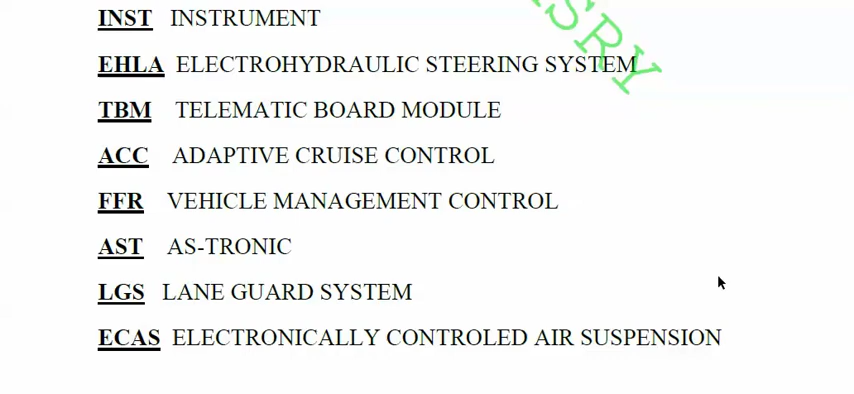 INST INSTRUMENT
EHLA ELECTROHYDRAULIC STEERING SYSTEM
TBM TELEMATIC BOARD MODULE
ACC ADAPTIVE CRUISE CONTROL
FFR VEHICLE MANAGEMENT CONTROL
AST AS-TRONIC
LGS LANE GUARD SYSTEM
ECAS ELECTRONICALLY CONTROLED AIR SUSPENSION